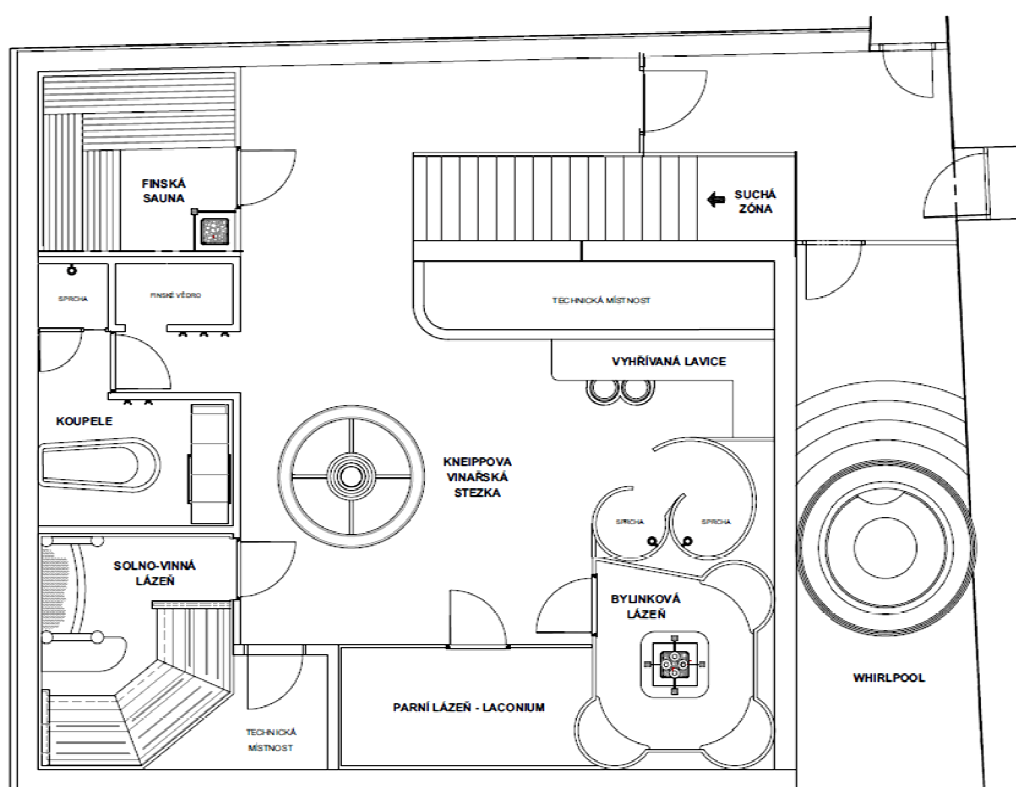 FINSKÁ
SAUNA
SUCHÁ
ZÓNA
SPRCHA
FINSKÉ VĚDRO
TECHNICKÁ MÍSTNOST
VYHŘÍVANÁ LAVICE
KOUPELE
KNEIPPOVA
VINAŘSKÁ
STEZKA
SPRCHA
SPRCHA
SOLNO-VINNÁ
LÁZEŇ
BYLINKOVÁ
LÁZEŇ
WHIRLPOOL
PARNÍ LÁZEŇ - LACONIUM
TECHNICKÁ
MÍSTNOST